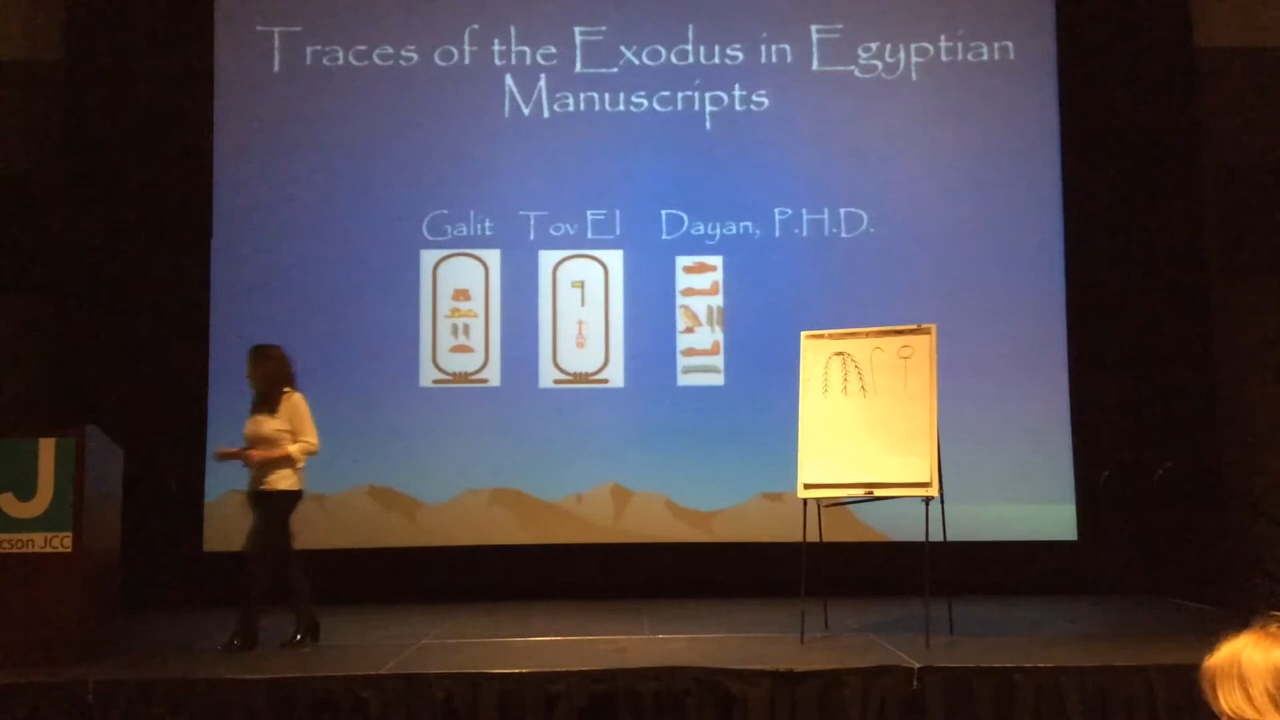 Traces of the Exodus in Egyptian
Manuscripts
Galit Tov El Dayan, P.H.D.
J
cson JCC